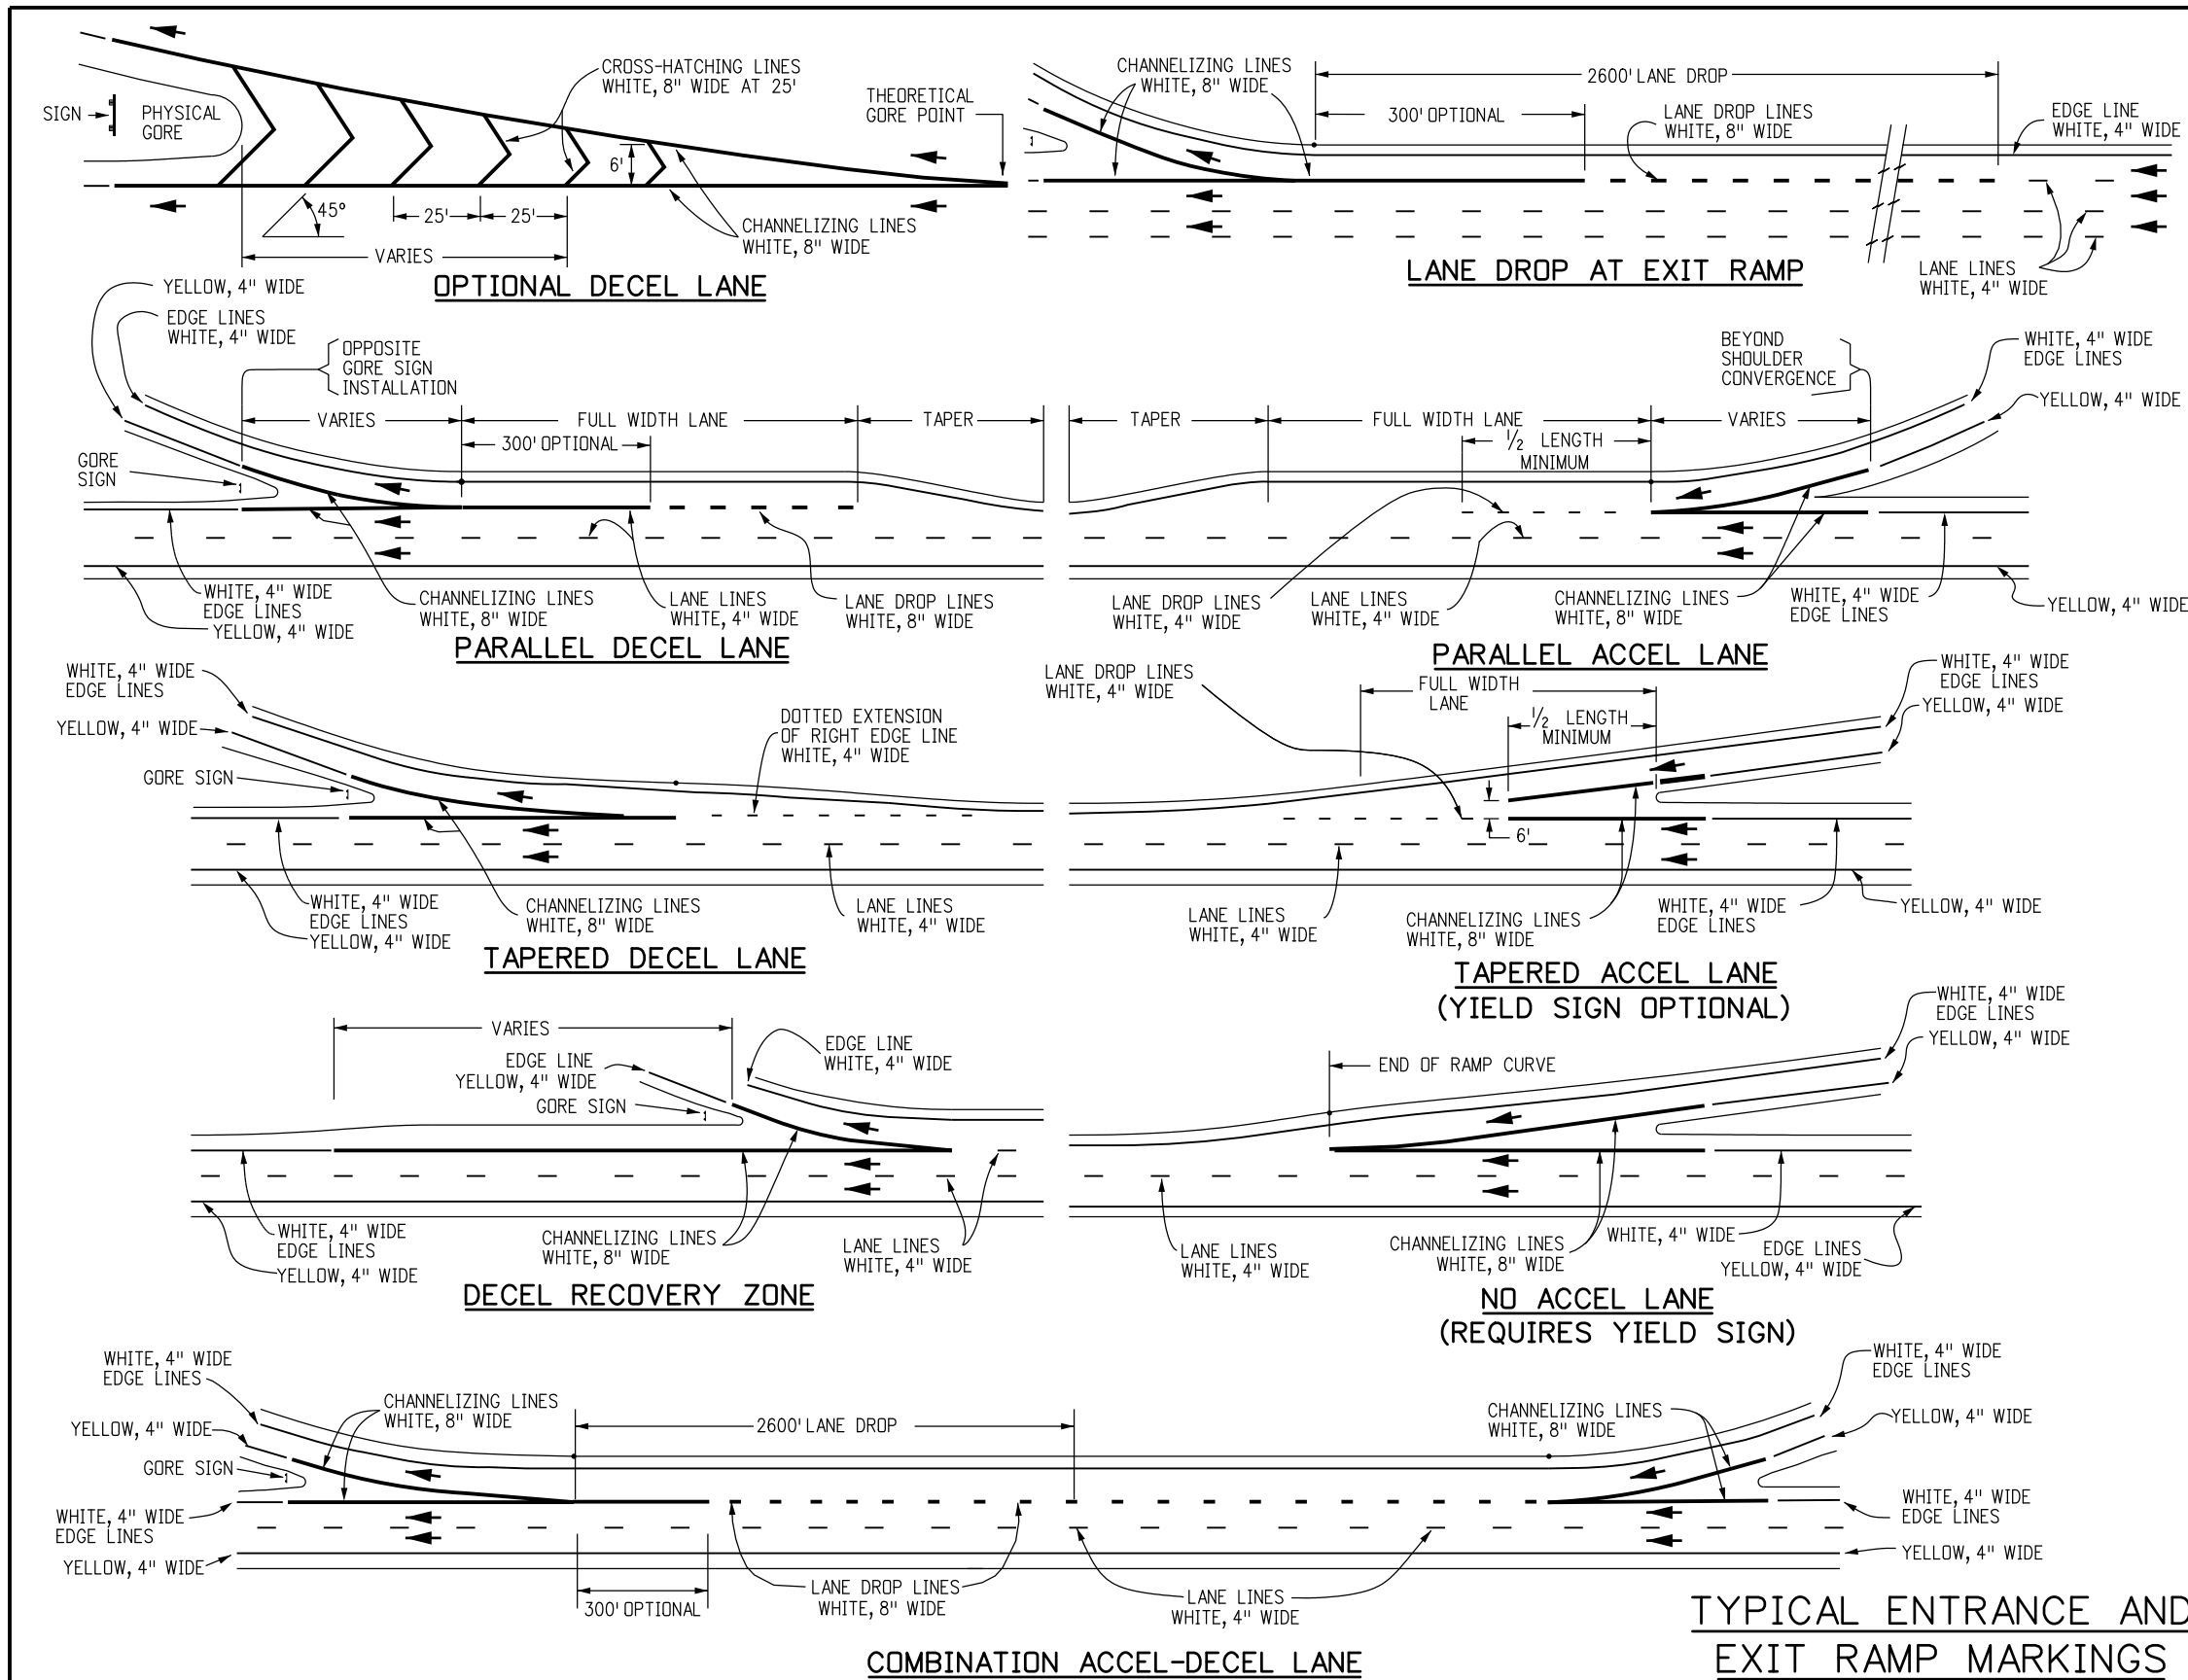 CROSS-HATCHING LINES
WHITE, 8" WIDE AT 25'
SIGN
PHYSICAL
GORE
THEORETICAL
GORE POINT
6'
45°
25'
25'
VARIES
CHANNELIZING LINES
WHITE, 8" WIDE
OPTIONAL DECEL LANE
CHANNELIZING LINES
WHITE, 8" WIDE
2600' LANE DROP
300' OPTIONAL
LANE DROP LINES
WHITE, 8" WIDE
EDGE LINE
WHITE, 4" WIDE
LANE LINES
WHITE, 4" WIDE
LANE DROP AT EXIT RAMP
YELLOW, 4" WIDE
EDGE LINES
WHITE, 4" WIDE
OPPOSITE
GORE SIGN
INSTALLATION
VARIES
FULL WIDTH LANE
TAPER
300' OPTIONAL
GORE
SIGN
WHITE, 4" WIDE
EDGE LINES
YELLOW, 4" WIDE
CHANNELIZING LINES
WHITE, 8" WIDE
LANE LINES
WHITE, 4" WIDE
LANE DROP LINES
WHITE, 8" WIDE
PARALLEL DECEL LANE
BEYOND
SHOULDER
CONVERGENCE
WHITE, 4" WIDE
EDGE LINES
YELLOW, 4" WIDE
TAPER
FULL WIDTH LANE
VARIES
1/2 LENGTH
MINIMUM
LANE DROP LINES
WHITE, 4" WIDE
LANE LINES
WHITE, 4" WIDE
CHANNELIZING LINES
WHITE, 8" WIDE
WHITE, 4" WIDE
EDGE LINES
YELLOW, 4" WIDE
PARALLEL ACCEL LANE
WHITE, 4" WIDE
EDGE LINES
YELLOW, 4" WIDE
GORE SIGN
DOTTED EXTENSION
OF RIGHT EDGE LINE
WHITE, 4" WIDE
WHITE, 4" WIDE
EDGE LINES
YELLOW, 4" WIDE
CHANNELIZING LINES
WHITE, 8" WIDE
LANE LINES
WHITE, 4" WIDE
TAPERED DECEL LANE
LANE DROP LINES
WHITE, 4" WIDE
FULL WIDTH
LANE
1/2 LENGTH
MINIMUM
WHITE, 4" WIDE
EDGE LINES
YELLOW, 4" WIDE
6'
LANE LINES
WHITE, 4" WIDE
CHANNELIZING LINES
WHITE, 8" WIDE
WHITE, 4" WIDE
EDGE LINES
YELLOW, 4" WIDE
TAPERED ACCEL LANE
(YIELD SIGN OPTIONAL)
VARIES
EDGE LINE
YELLOW, 4" WIDE
GORE SIGN
EDGE LINE
WHITE, 4" WIDE
WHITE, 4" WIDE
EDGE LINES
YELLOW, 4" WIDE
CHANNELIZING LINES
WHITE, 8" WIDE
LANE LINES
WHITE, 4" WIDE
DECEL RECOVERY ZONE
WHITE, 4" WIDE
EDGE LINES
YELLOW, 4" WIDE
END OF RAMP CURVE
LANE LINES
WHITE, 4" WIDE
CHANNELIZING LINES
WHITE, 8" WIDE
WHITE, 4" WIDE
EDGE LINES
YELLOW, 4" WIDE
NO ACCEL LANE
(REQUIRES YIELD SIGN)
WHITE, 4" WIDE
EDGE LINES
YELLOW, 4" WIDE
GORE SIGN
WHITE, 4" WIDE
EDGE LINES
YELLOW, 4" WIDE
CHANNELIZING LINES
WHITE, 8" WIDE
2600' LANE DROP
300' OPTIONAL
LANE DROP LINES
WHITE, 8" WIDE
LANE LINES
WHITE, 4" WIDE
CHANNELIZING LINES
WHITE, 8" WIDE
WHITE, 4" WIDE
EDGE LINES
YELLOW, 4" WIDE
WHITE, 4" WIDE
EDGE LINES
YELLOW, 4" WIDE
COMBINATION ACCEL-DECEL LANE
TYPICAL ENTRANCE AND
EXIT RAMP MARKINGS